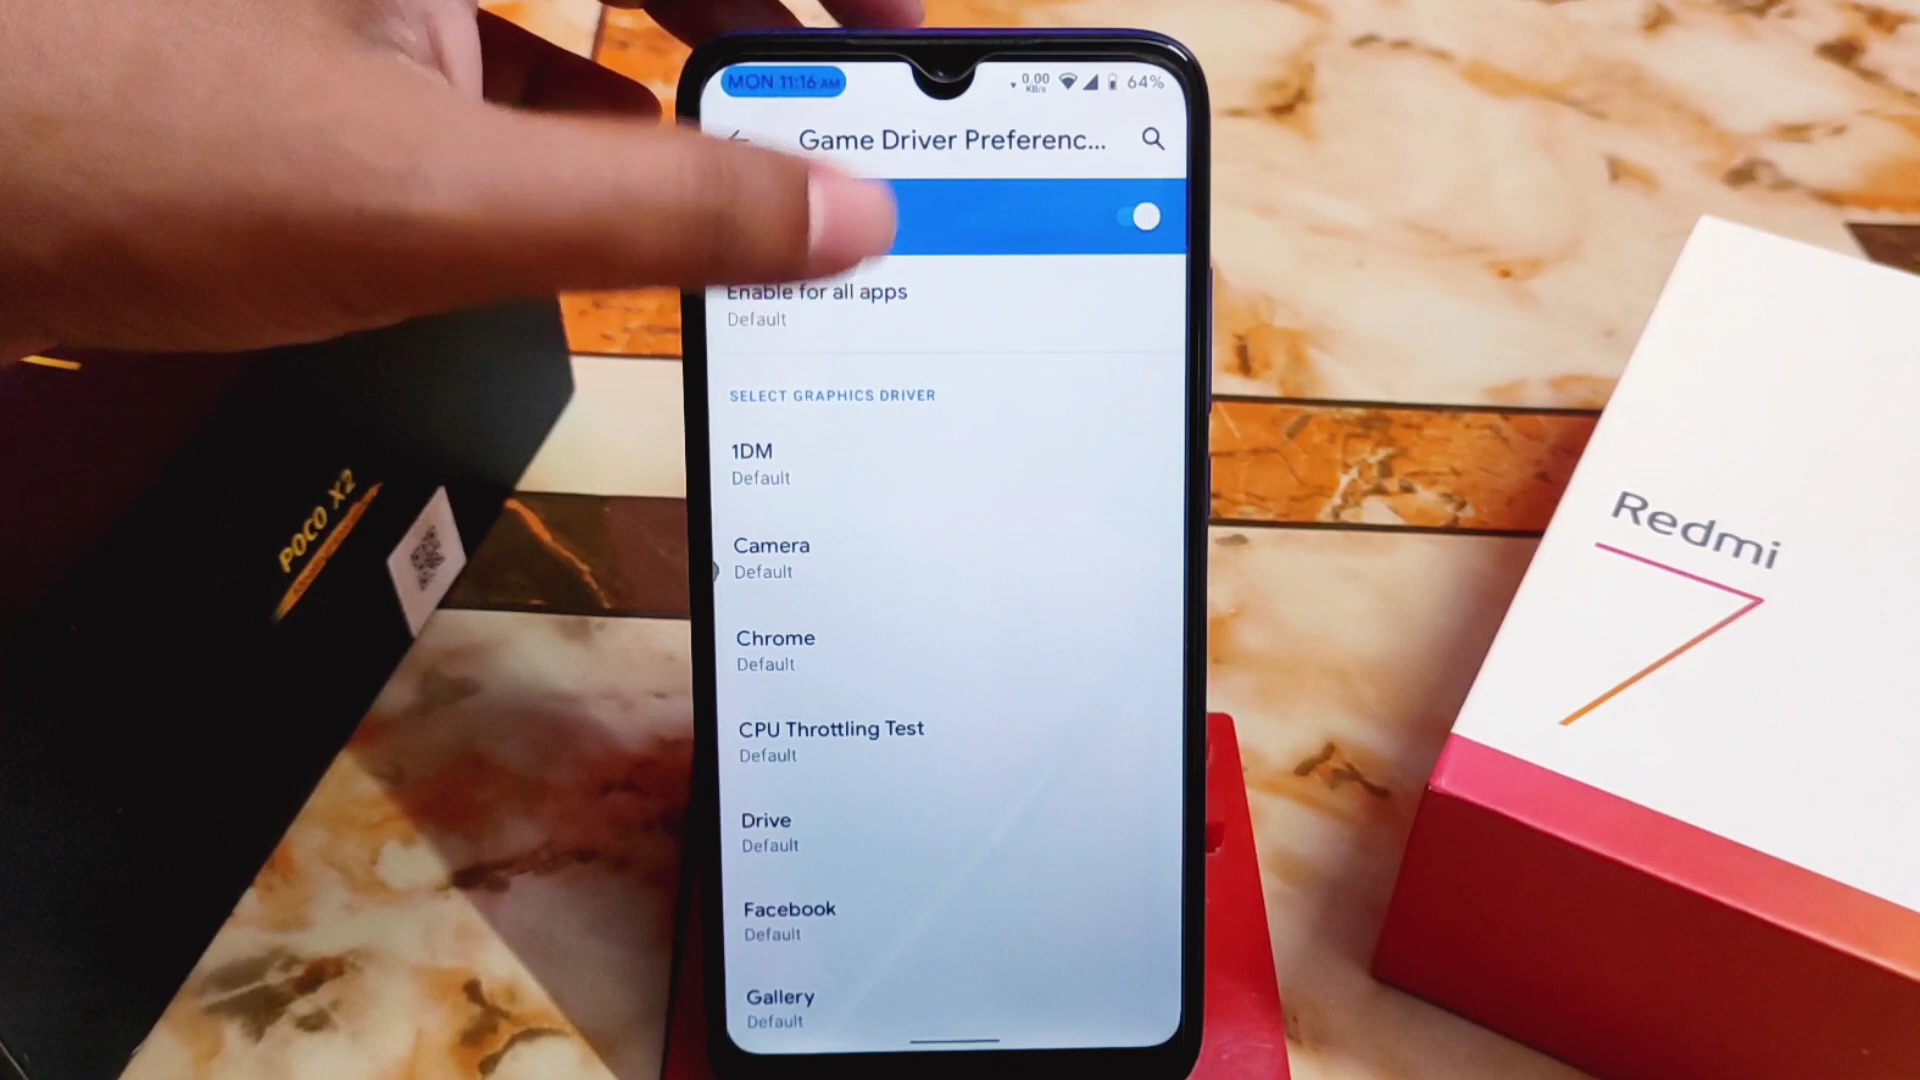 MON 11:16 AM
0.00
KB/s
64%
Game Driver Preferenc...
Enable for all apps
Default
SELECT GRAPHICS DRIVER
1DM
Default
Camera
Default
Chrome
Default
CPU Throttling Test
Default
Drive
Default
Facebook
Default
Gallery
Default
POCO X2
Redmi
7